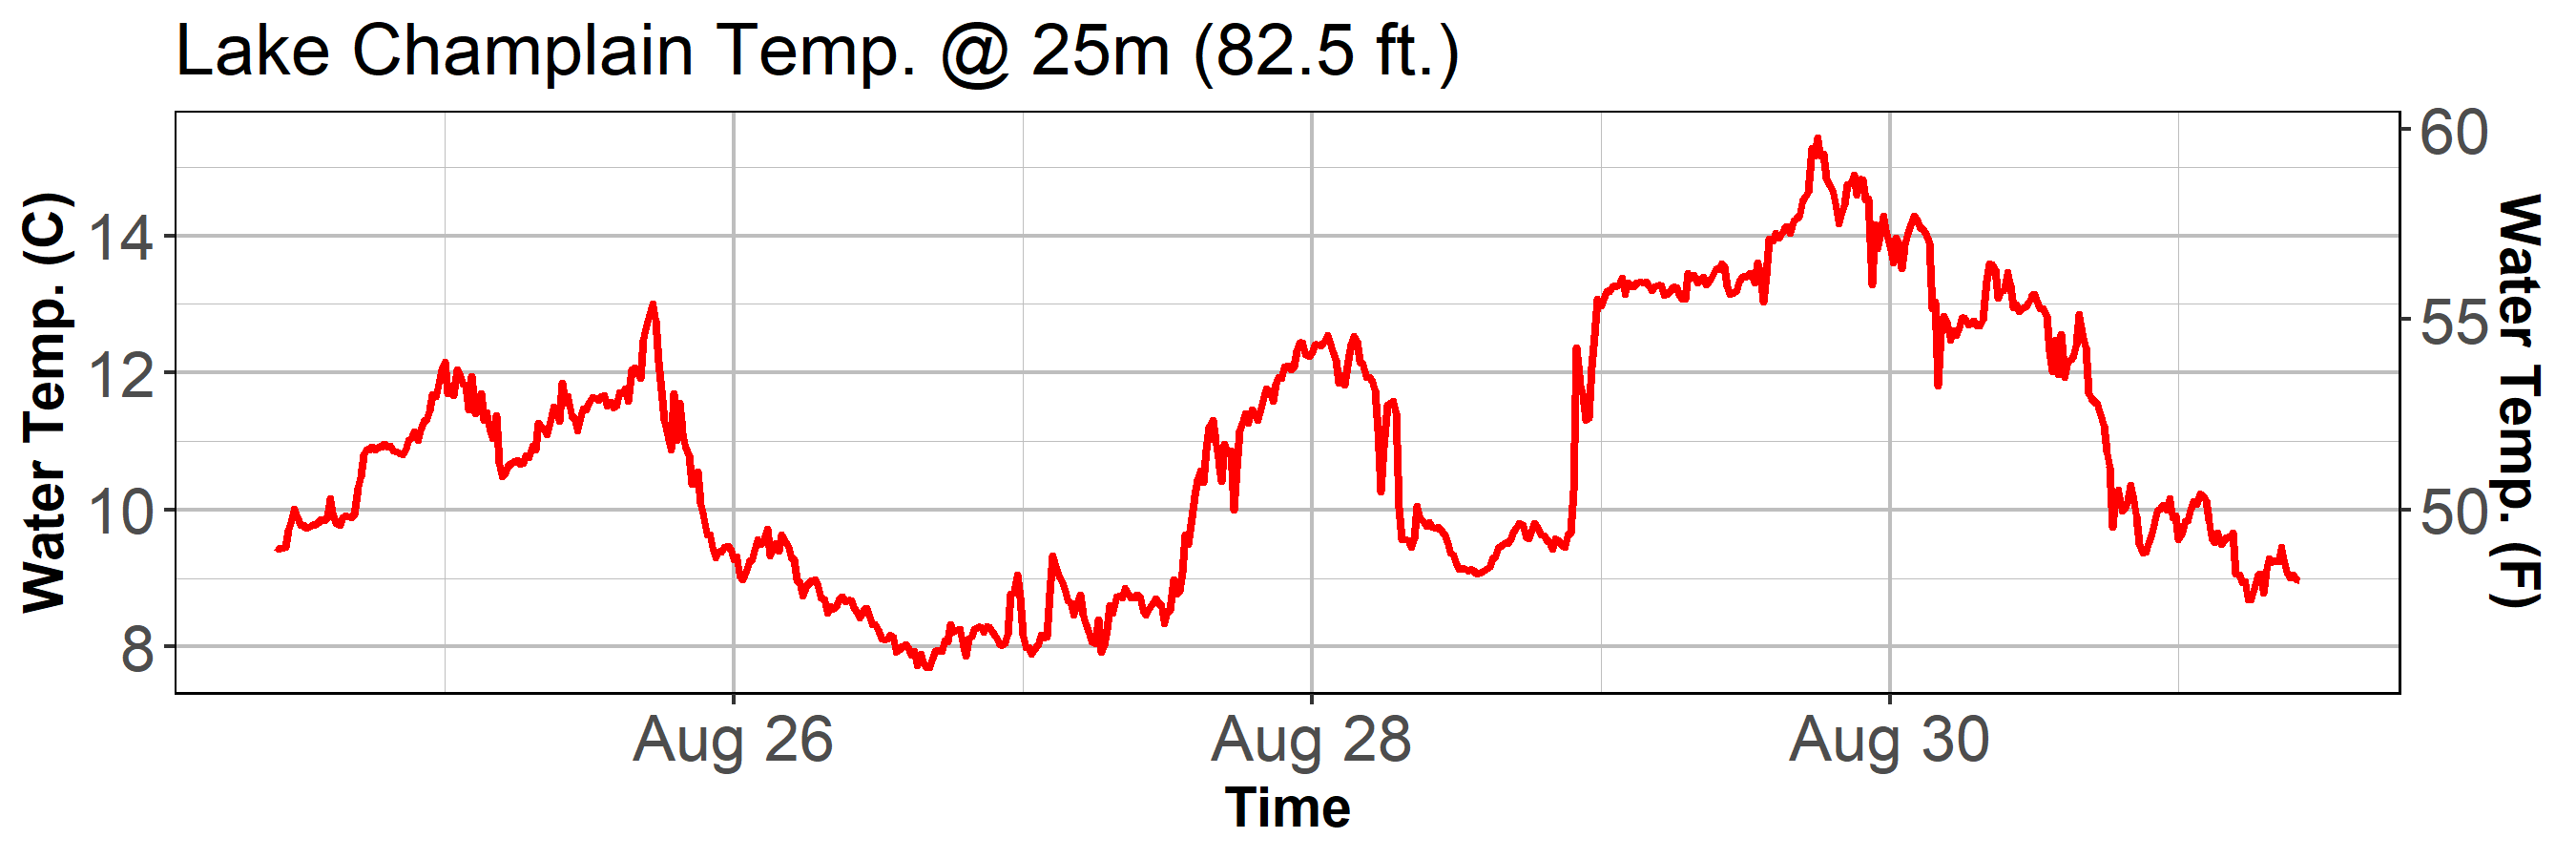 Lake Champlain Temp. @ 25m (82.5 ft.)
Water Temp. (C)
14
12
10
8
60
55
50
Water Temp. (F)
Aug 26
Aug 28
Aug 30
Time